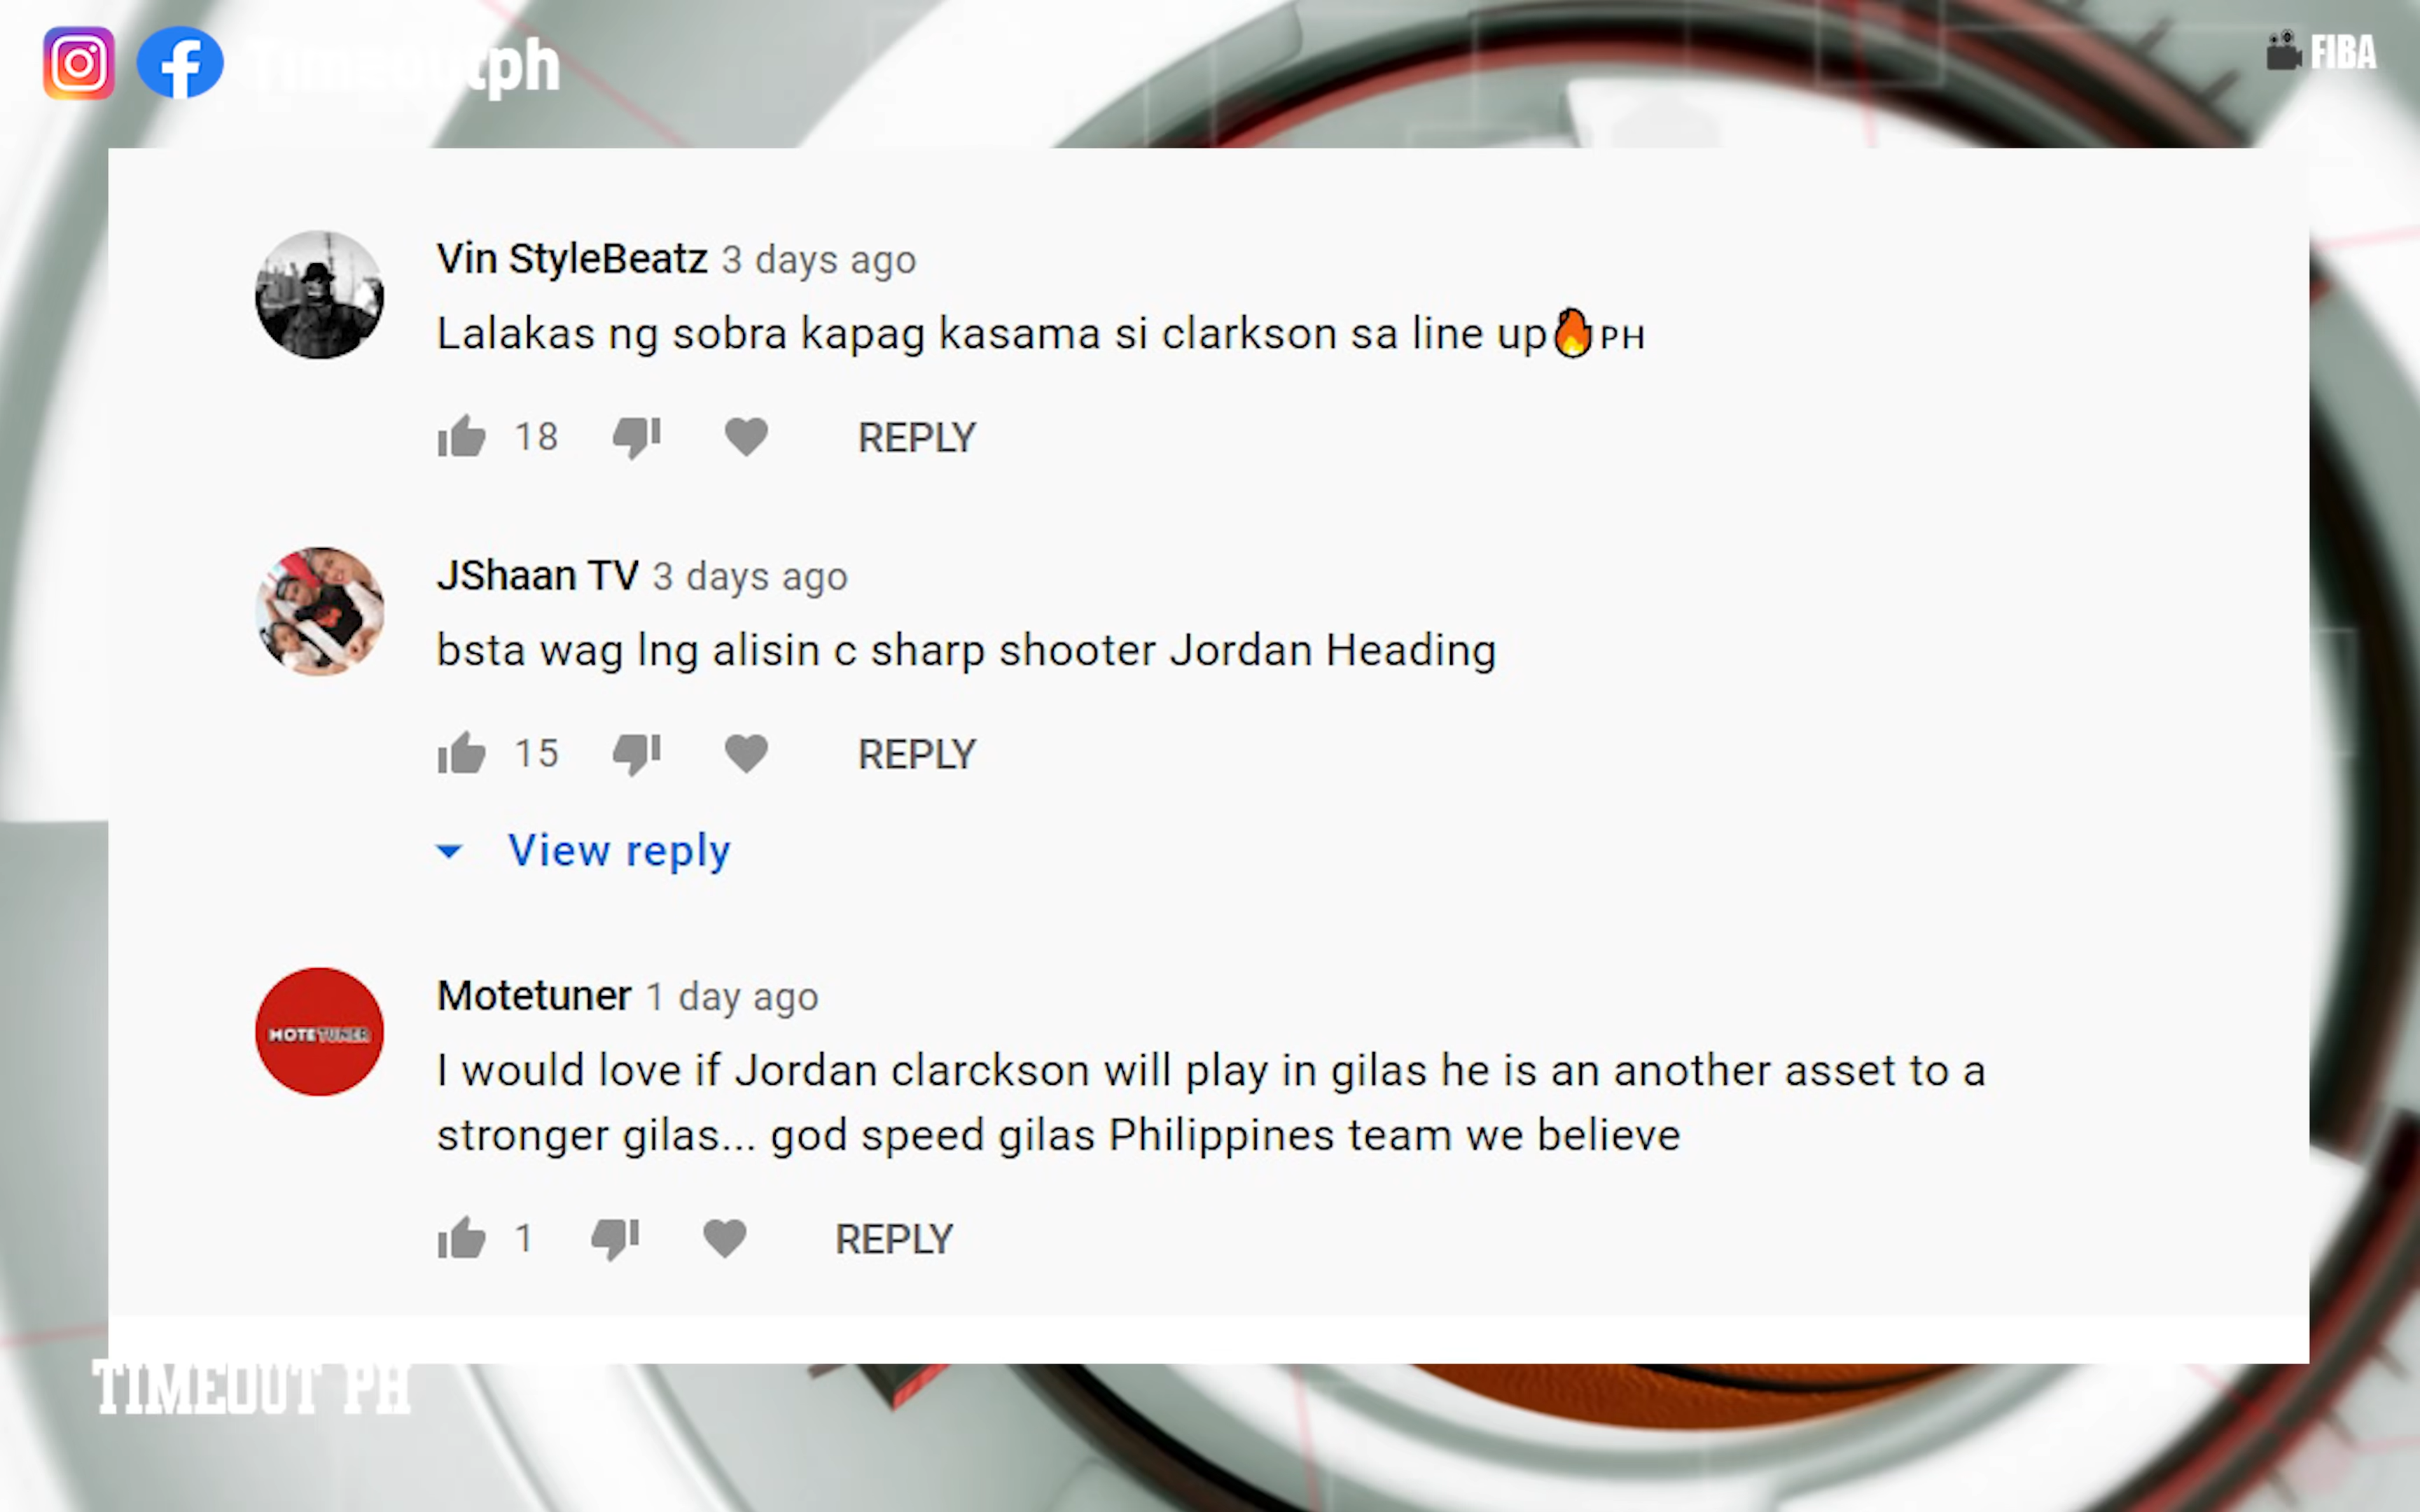 Timeoutph
FIBA
Vin StyleBeatz 3 days ago
Lalakas ng sobra kapag kasama si clarkson sa line up🔥PH
18 REPLY
JShaan TV 3 days ago
bsta wag lng alisin c sharp shooter Jordan Heading
15 REPLY
View reply
MOTETUNER
Motetuner 1 day ago
I would love if Jordan clarckson will play in gilas he is an another asset to a
stronger gilas... god speed gilas Philippines team we believe
1 REPLY
TIMEOUT PH